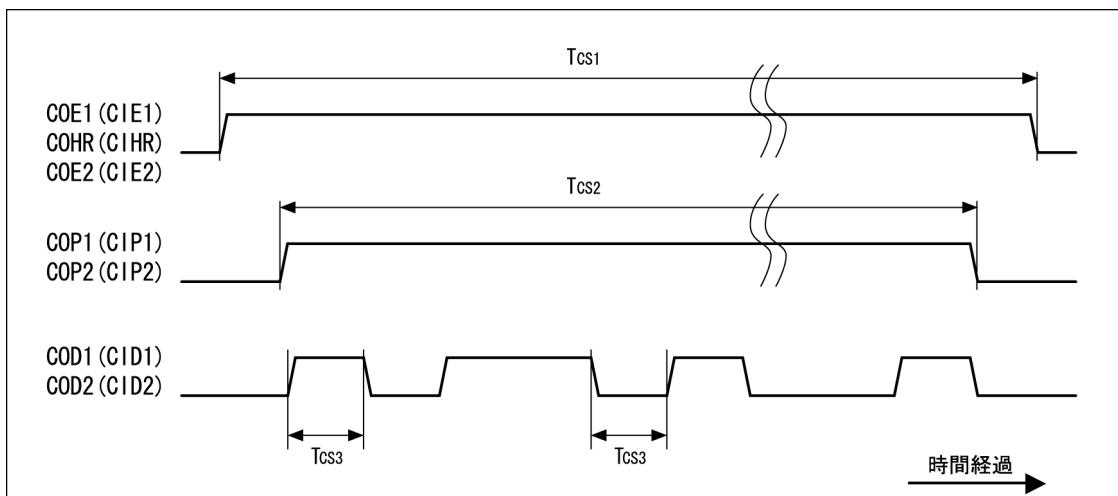 TCS1
COE1(CIE1)
COHR(CIHR)
COE2(CIE2)
TCS2
COP1(CIP1)
COP2(CIP2)
COD1(CID1)
COD2(CID2)
TCS3
TCS3
時間経過